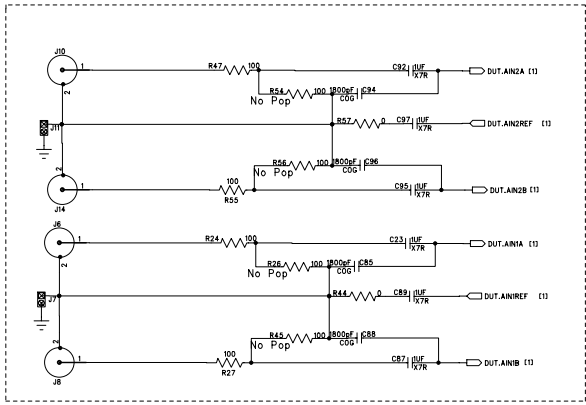 J10
1
R47
100
C92
1UF
X7R
DUT.AIN2A [1]
2
R54
100
No Pop
1800pF
C94
COG
J11
R57
0
C97
1UF
X7R
DUT.AIN2REF [1]
R56
100
No Pop
1800pF
C96
COG
2
J14
1
100
R55
C95
1UF
X7R
DUT.AIN2B [1]
J6
1
R24
100
C23
1UF
X7R
DUT.AIN1A [1]
2
R26
100
No Pop
1800pF
C85
COG
J7
R44
0
C89
1UF
X7R
DUT.AIN1REF [1]
R45
100
No Pop
1800pF
C88
COG
2
J8
1
100
R27
C87
1UF
X7R
DUT.AIN1B [1]